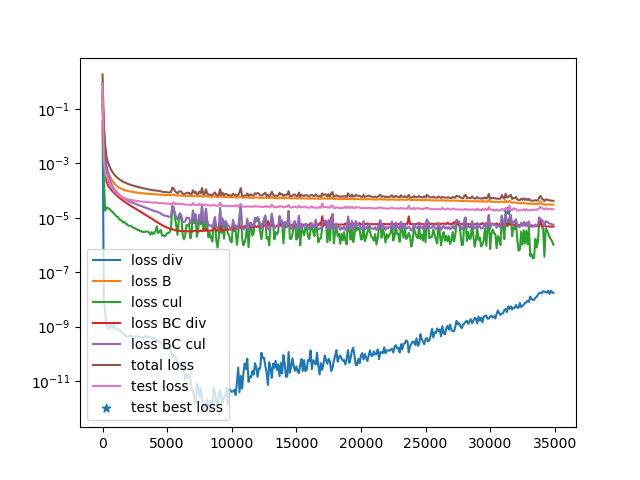 10⁻¹
10⁻³
10⁻⁵
10⁻⁷
10⁻⁹
10⁻¹¹
loss div
loss B
loss cul
loss BC div
loss BC cul
total loss
test loss
test best loss
0 5000 10000 15000 20000 25000 30000 35000